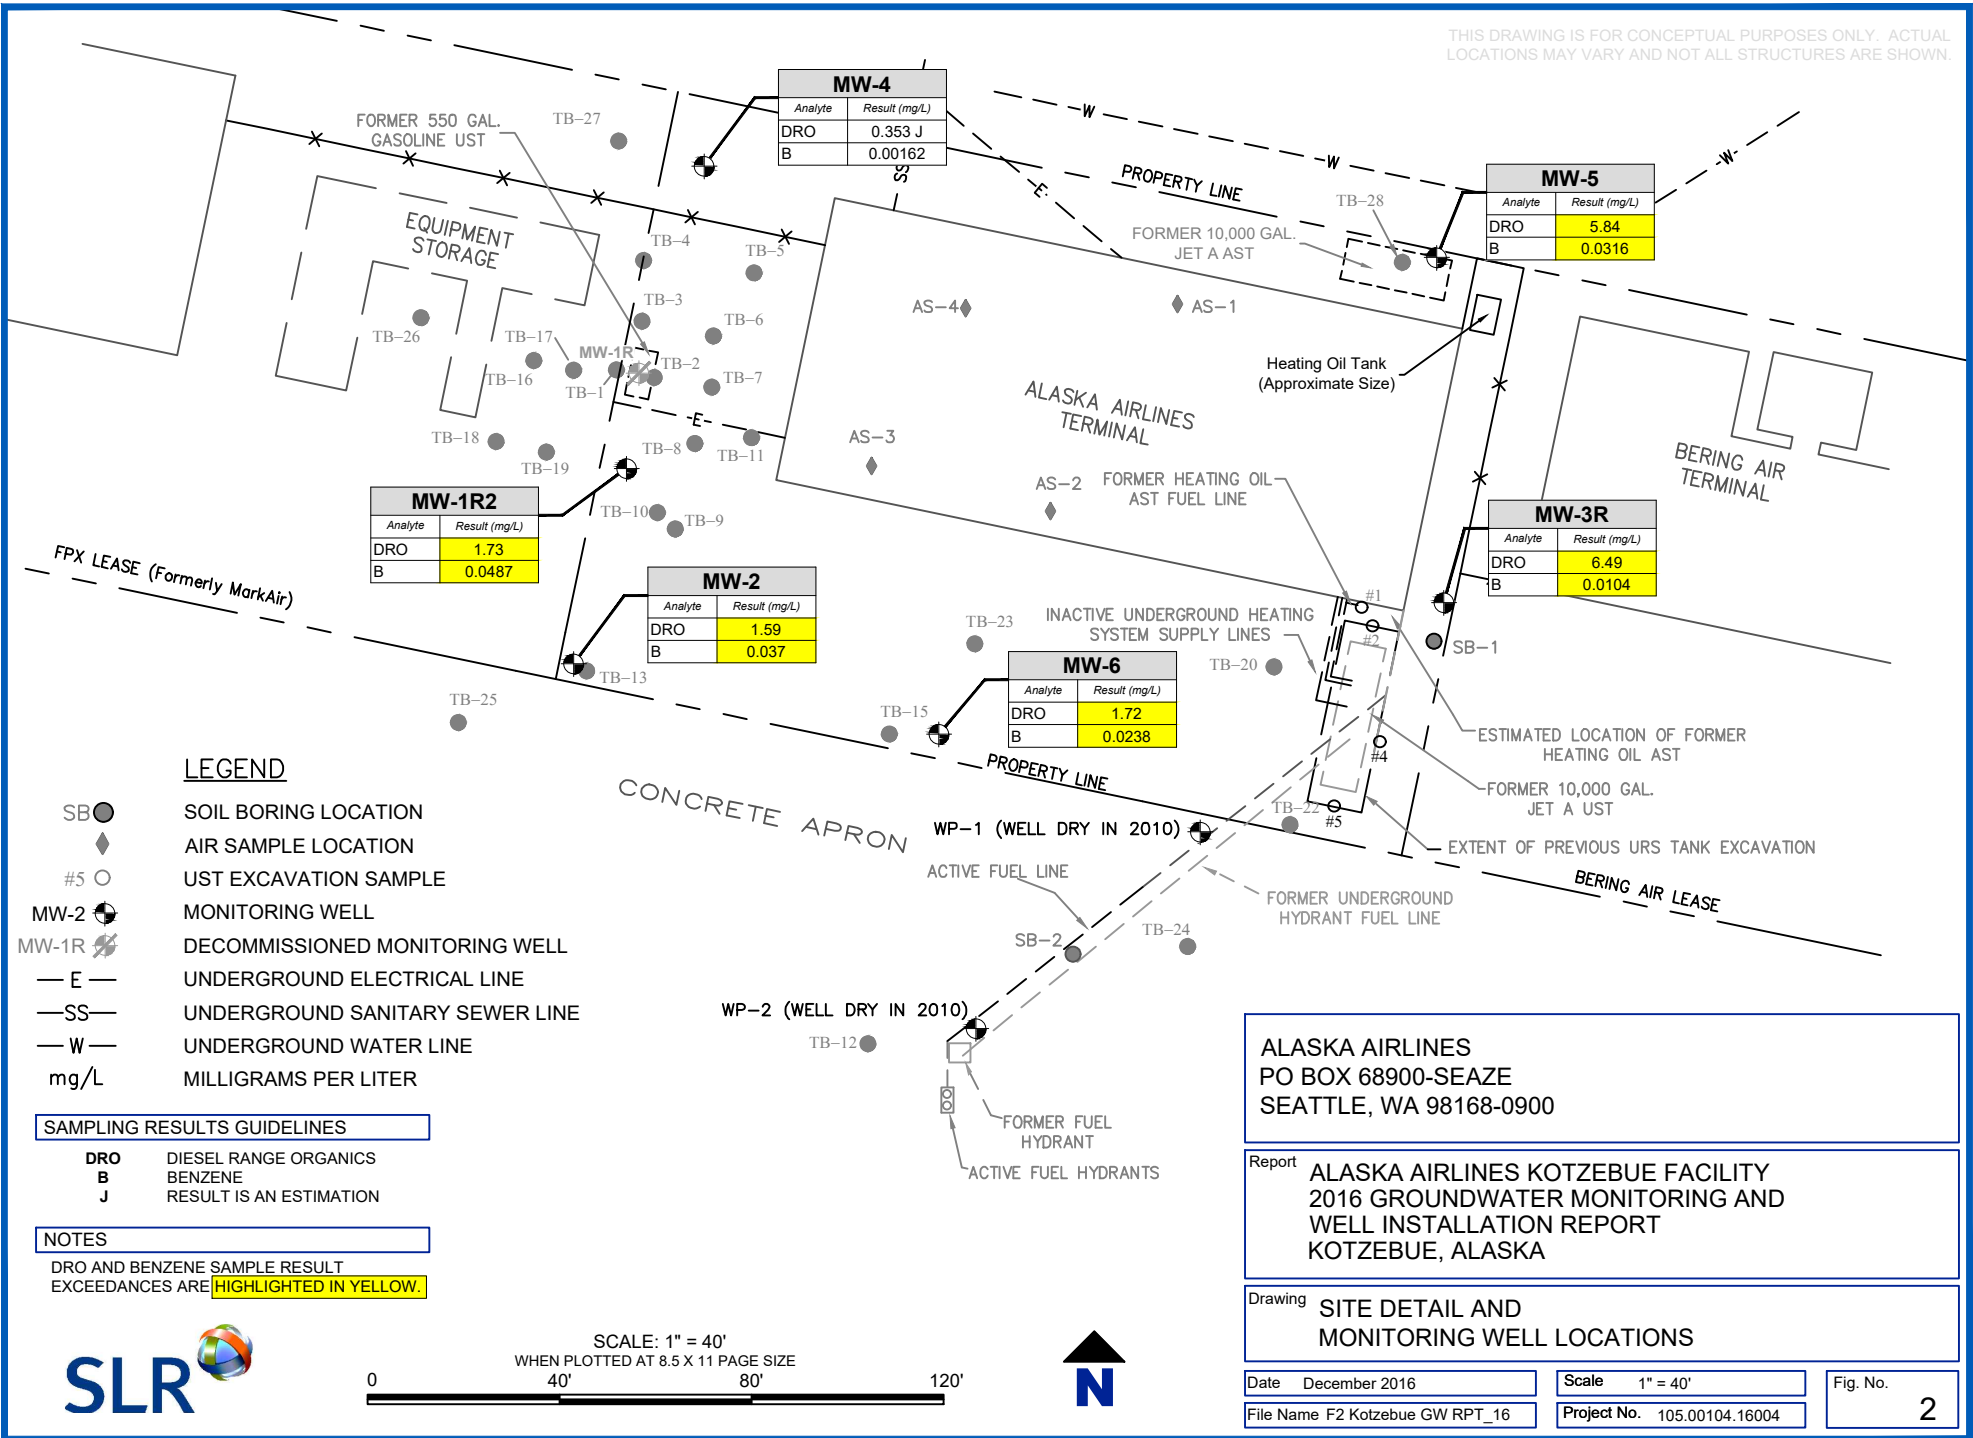 THIS DRAWING IS FOR CONCEPTUAL PURPOSES ONLY. ACTUAL
LOCATIONS MAY VARY AND NOT ALL STRUCTURES ARE SHOWN.
MW-4
Analyte Result (mg/L)
DRO 0.353 J
B 0.00162
TB-27
FORMER 550 GAL.
GASOLINE UST
SS
E
W
W
W
PROPERTY LINE
MW-5
Analyte Result (mg/L)
DRO 5.84
B 0.0316
TB-28
FORMER 10,000 GAL.
JET A AST
EQUIPMENT
STORAGE
TB-4
TB-5
TB-3
TB-6
TB-26
TB-17
MW-1R
TB-2
TB-16
TB-1
TB-7
AS-4
AS-1
Heating Oil Tank
(Approximate Size)
ALASKA AIRLINES
TERMINAL
E
TB-18
TB-19
TB-8
TB-11
AS-3
AS-2
FORMER HEATING OIL
AST FUEL LINE
BERING AIR
TERMINAL
MW-1R2
Analyte Result (mg/L)
DRO 1.73
B 0.0487
TB-10
TB-9
MW-3R
Analyte Result (mg/L)
DRO 6.49
B 0.0104
FPX LEASE (Formerly MarkAir)
MW-2
Analyte Result (mg/L)
DRO 1.59
B 0.037
TB-13
TB-25
TB-23
INACTIVE UNDERGROUND HEATING
SYSTEM SUPPLY LINES
#1
#2
SB-1
TB-20
MW-6
Analyte Result (mg/L)
DRO 1.72
B 0.0238
TB-15
#4
ESTIMATED LOCATION OF FORMER
HEATING OIL AST
FORMER 10,000 GAL.
JET A UST
PROPERTY LINE
TB-22
#5
EXTENT OF PREVIOUS URS TANK EXCAVATION
CONCRETE APRON
WP-1 (WELL DRY IN 2010)
ACTIVE FUEL LINE
FORMER UNDERGROUND
HYDRANT FUEL LINE
BERING AIR LEASE
SB-2
TB-24
WP-2 (WELL DRY IN 2010)
TB-12
FORMER FUEL
HYDRANT
ACTIVE FUEL HYDRANTS
LEGEND
SB SOIL BORING LOCATION
AIR SAMPLE LOCATION
#5 UST EXCAVATION SAMPLE
MW-2 MONITORING WELL
MW-1R DECOMMISSIONED MONITORING WELL
E UNDERGROUND ELECTRICAL LINE
SS UNDERGROUND SANITARY SEWER LINE
W UNDERGROUND WATER LINE
mg/L MILLIGRAMS PER LITER
SAMPLING RESULTS GUIDELINES
DRO DIESEL RANGE ORGANICS
B BENZENE
J RESULT IS AN ESTIMATION
NOTES
DRO AND BENZENE SAMPLE RESULT
EXCEEDANCES ARE HIGHLIGHTED IN YELLOW.
SLR
SCALE: 1" = 40'
WHEN PLOTTED AT 8.5 X 11 PAGE SIZE
0 40' 80' 120'
N
ALASKA AIRLINES
PO BOX 68900-SEAZE
SEATTLE, WA 98168-0900
Report ALASKA AIRLINES KOTZEBUE FACILITY
2016 GROUNDWATER MONITORING AND
WELL INSTALLATION REPORT
KOTZEBUE, ALASKA
Drawing SITE DETAIL AND
MONITORING WELL LOCATIONS
Date December 2016
Scale 1" = 40'
Fig. No. 2
File Name F2 Kotzebue GW RPT_16
Project No. 105.00104.16004